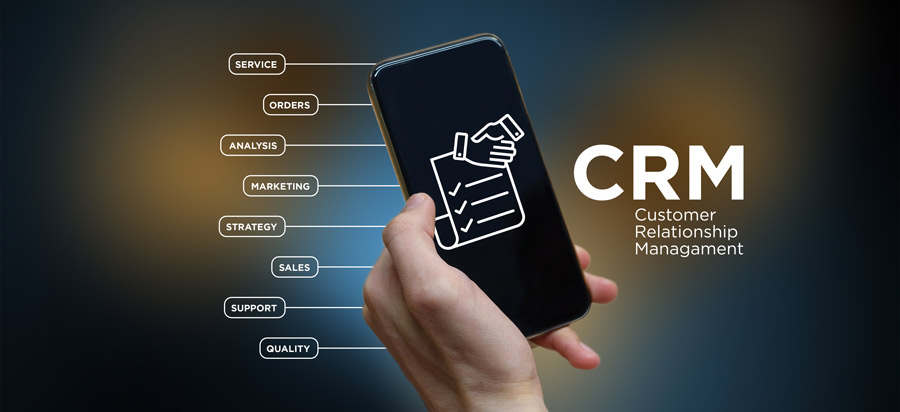 SERVICE
ORDERS
ANALYSIS
MARKETING
STRATEGY
SALES
SUPPORT
QUALITY
CRM
Customer
Relationship
Managament